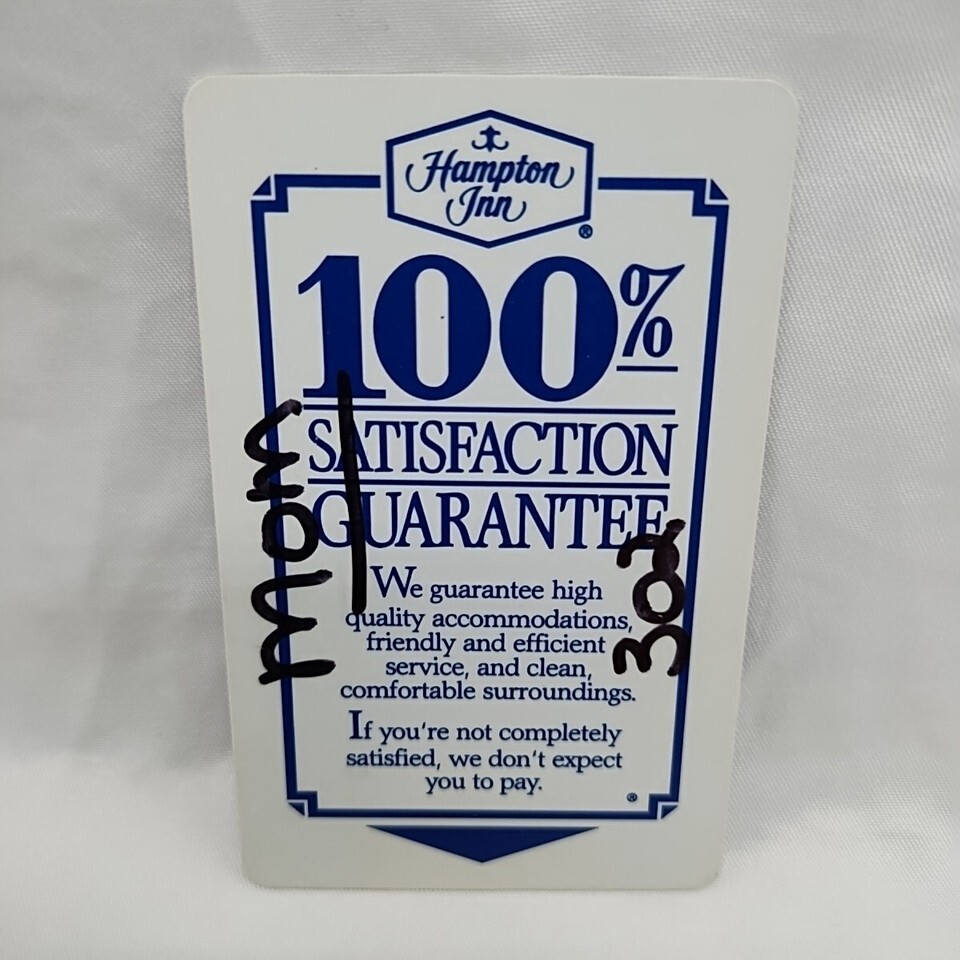 Hampton
Inn
®
100%
SATISFACTION
GUARANTEE
We guarantee high
quality accommodations,
friendly and efficient
service, and clean,
comfortable surroundings.
If you're not completely
satisfied, we don't expect
you to pay.
®
mom
302